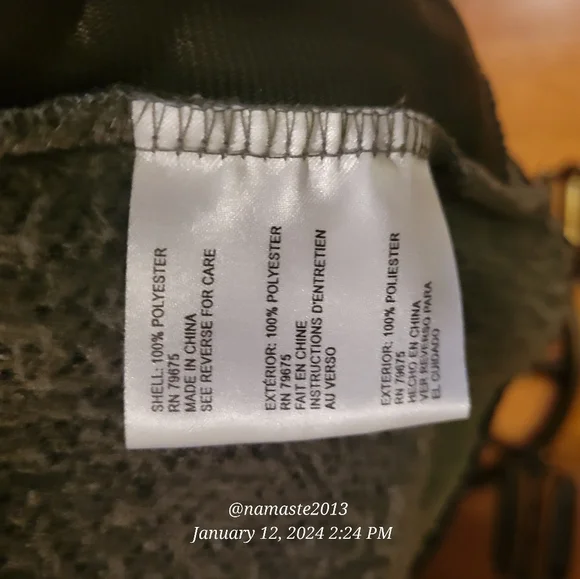 SHELL: 100% POLYESTER
RN 79675
MADE IN CHINA
SEE REVERSE FOR CARE
EXTÉRIOR: 100% POLYESTER
RN 79675
FAIT EN CHINE
INSTRUCTIONS D'ENTRETIEN
AU VERSO
EXTERIOR: 100% POLIESTER
RN 79675
HECHO EN CHINA
VER REVERSO PARA
EL CUIDADO
@namaste2013
January 12, 2024 2:24 PM